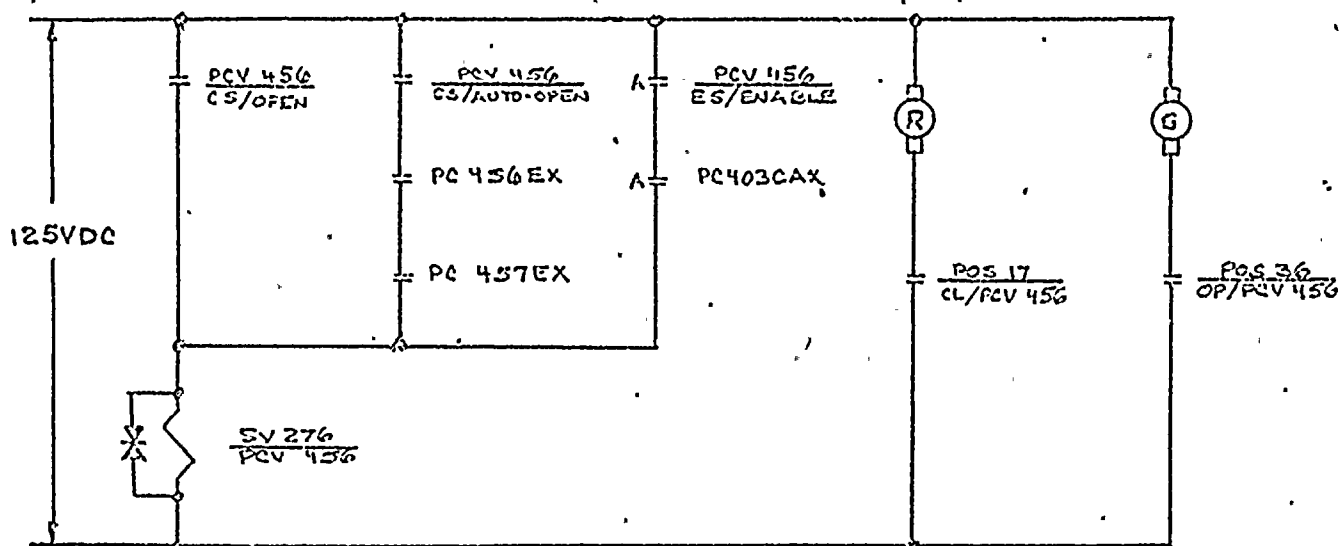 PCV 456
CS/OPEN
PCV 456
CS/AUTO-OPEN
A
PCV 456
ES/ENABLE
R
G
PC 456EX
A
PC403CAX
125VDC
PC 457EX
POS 17
CL/PCV 456
POS 36
OP/PCV 456
SV 276
PCV 456